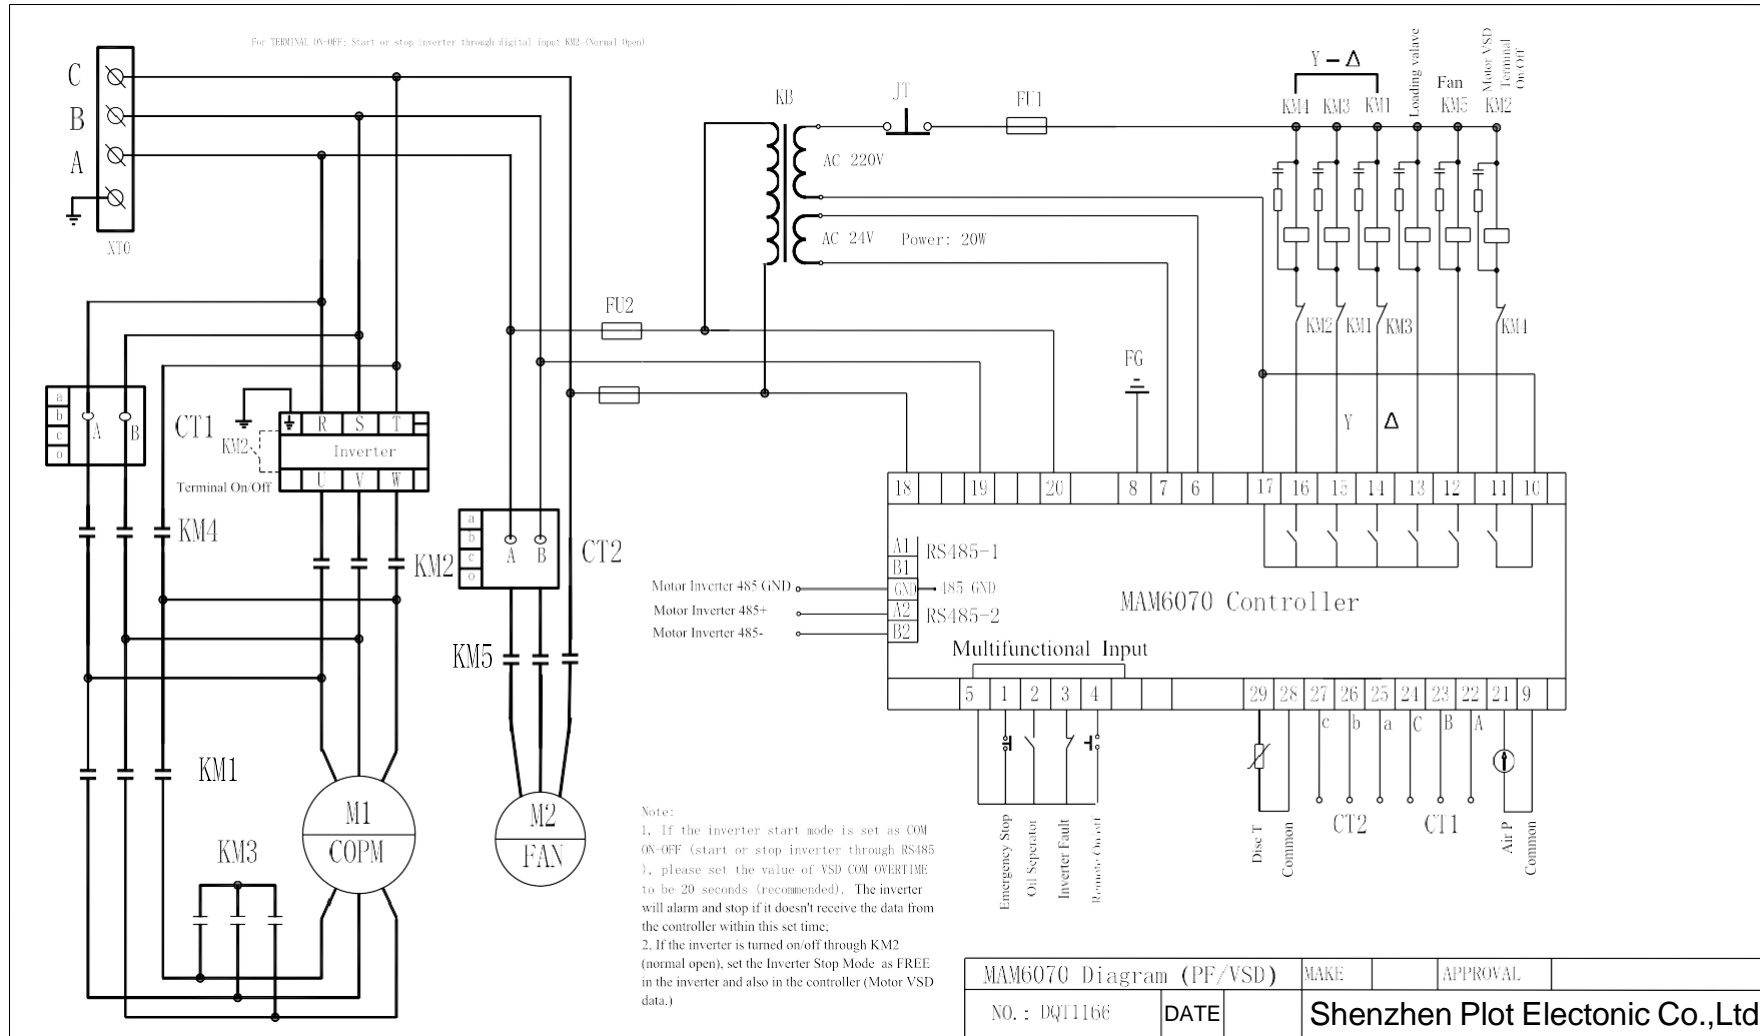 For TERMINAL ON-OFF: Start or stop inverter through digital input KM2 (Normal Open)
C
B
A
XT0
KB
JT
FU1
Y – Δ
KM4 KM3 KM1
Loading valave
Fan
KM5
Motor VSD
Terminal
On/Off
KM2
AC 220V
AC 24V Power: 20W
KM2 KM1 KM3 KM4
FU2
FG
Y Δ
a
b
c
o
A B
CT1
KM2
Terminal On/Off
R S T
Inverter
U V W
KM4
KM2
a
b
c
o
A B
CT2
KM5
KM1
KM3
M1
COPM
M2
FAN
18 19 20 8 7 6 17 16 15 14 13 12 11 10
A1
B1
GND
A2
B2
RS485-1
485 GND
RS485-2
Motor Inverter 485 GND
Motor Inverter 485+
Motor Inverter 485-
MAM6070 Controller
Multifunctional Input
5 1 2 3 4 29 28 27 26 25 24 23 22 21 9
c b a C B A
Emergency Stop
Oil Seperator
Inverter Fault
Remote On/off
Disc T
Common
CT2
CT1
Air P
Common
Note:
1, If the inverter start mode is set as COM
ON-OFF (start or stop inverter through RS485
), please set the value of VSD COM OVERTIME
to be 20 seconds (recommended). The inverter
will alarm and stop if it doesn't receive the data from
the controller within this set time;
2, If the inverter is turned on/off through KM2
(normal open), set the Inverter Stop Mode as FREE
in the inverter and also in the controller (Motor VSD
data.)
MAM6070 Diagram (PF/VSD) MAKE APPROVAL
NO.: DQT1166 DATE Shenzhen Plot Electonic Co.,Ltd